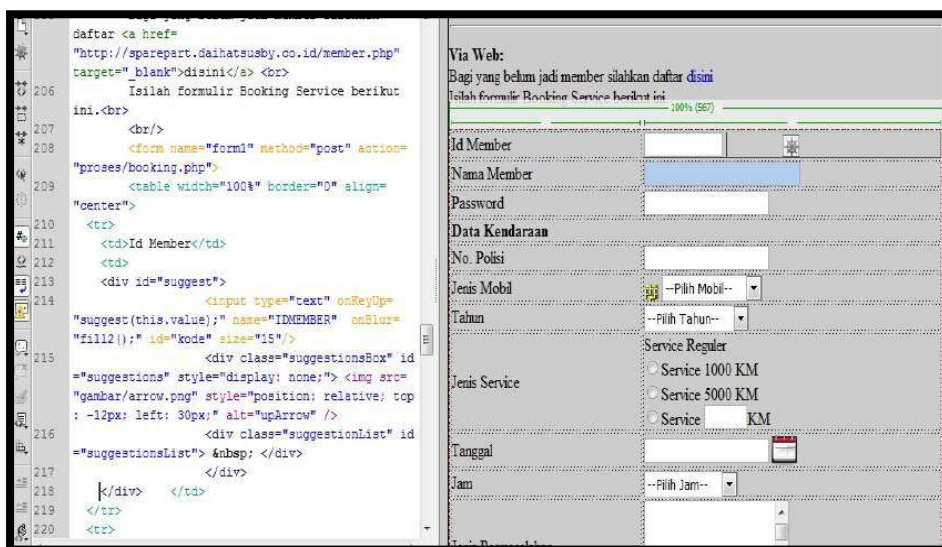 daftar <a href=
"http://sparepart.daihatsusby.co.id/member.php"
target="_blank">disini</a> <br>
206 Isilah formulir Booking Service berikut
ini.<br>
207 <br/>
208 <form name="form1" method="post" action=
"proses/booking.php">
209 <table width="100%" border="0" align=
"center">
210 <tr>
211 <td>Id Member</td>
212 <td>
213 <div id="suggest">
214 <input type="text" onKeyUp=
"suggest(this.value);" name="IDMEMBER" onBlur=
"fill2();" id="kode" size="15"/>
215 <div class="suggestionsBox" id
="suggestions" style="display: none;"> <img src=
"gambar/arrow.png" style="position: relative; top
: -12px; left: 30px;" alt="upArrow" />
216 <div class="suggestionList" id
="suggestionsList"> &nbsp; </div>
217 </div>
218 </div> </td>
219 </tr>
220 <tr>
Via Web:
Bagi yang belum jadi member silahkan daftar disini
Isilah formulir Booking Service berikut ini
100% (567)
Id Member
Nama Member
Password
Data Kendaraan
No. Polisi
Jenis Mobil --Pilih Mobil--
Tahun --Pilih Tahun--
Service Reguler
Service 1000 KM
Jenis Service
Service 5000 KM
Service KM
Tanggal
Jam --Pilih Jam--